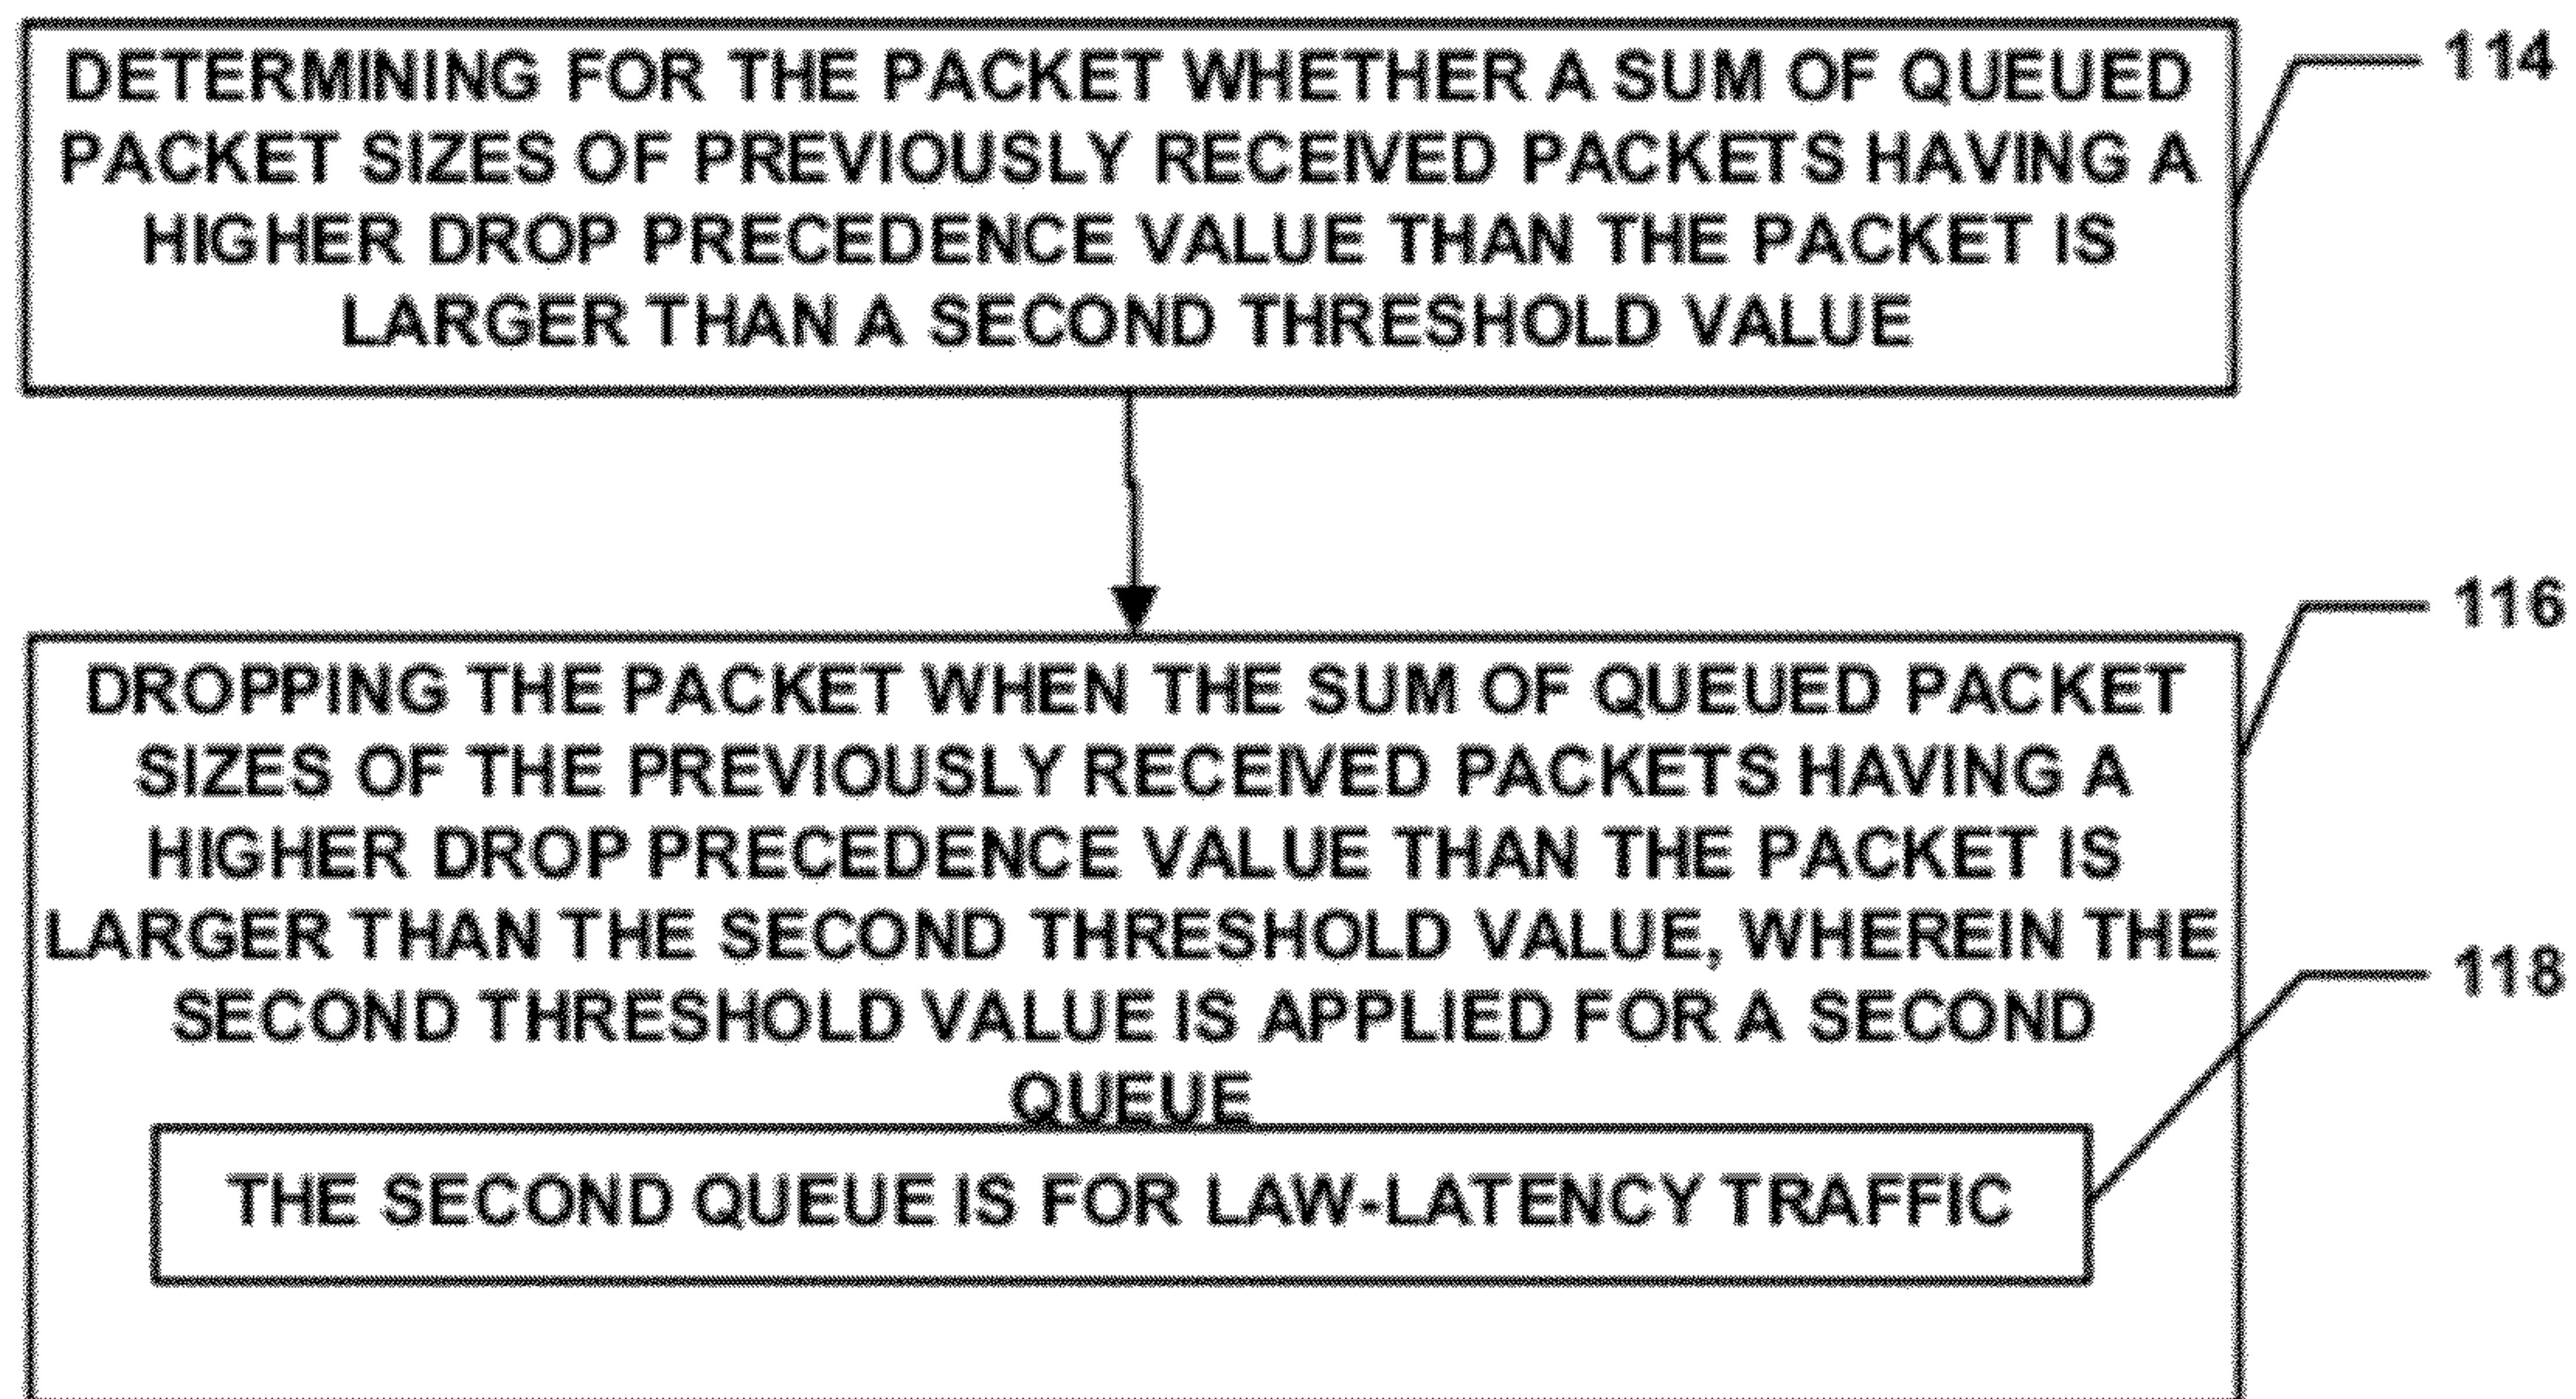 DETERMINING FOR THE PACKET WHETHER A SUM OF QUEUED
PACKET SIZES OF PREVIOUSLY RECEIVED PACKETS HAVING A
HIGHER DROP PRECEDENCE VALUE THAN THE PACKET IS
LARGER THAN A SECOND THRESHOLD VALUE
114
116
DROPPING THE PACKET WHEN THE SUM OF QUEUED PACKET
SIZES OF THE PREVIOUSLY RECEIVED PACKETS HAVING A
HIGHER DROP PRECEDENCE VALUE THAN THE PACKET IS
LARGER THAN THE SECOND THRESHOLD VALUE, WHEREIN THE
SECOND THRESHOLD VALUE IS APPLIED FOR A SECOND
QUEUE
118
THE SECOND QUEUE IS FOR LAW-LATENCY TRAFFIC